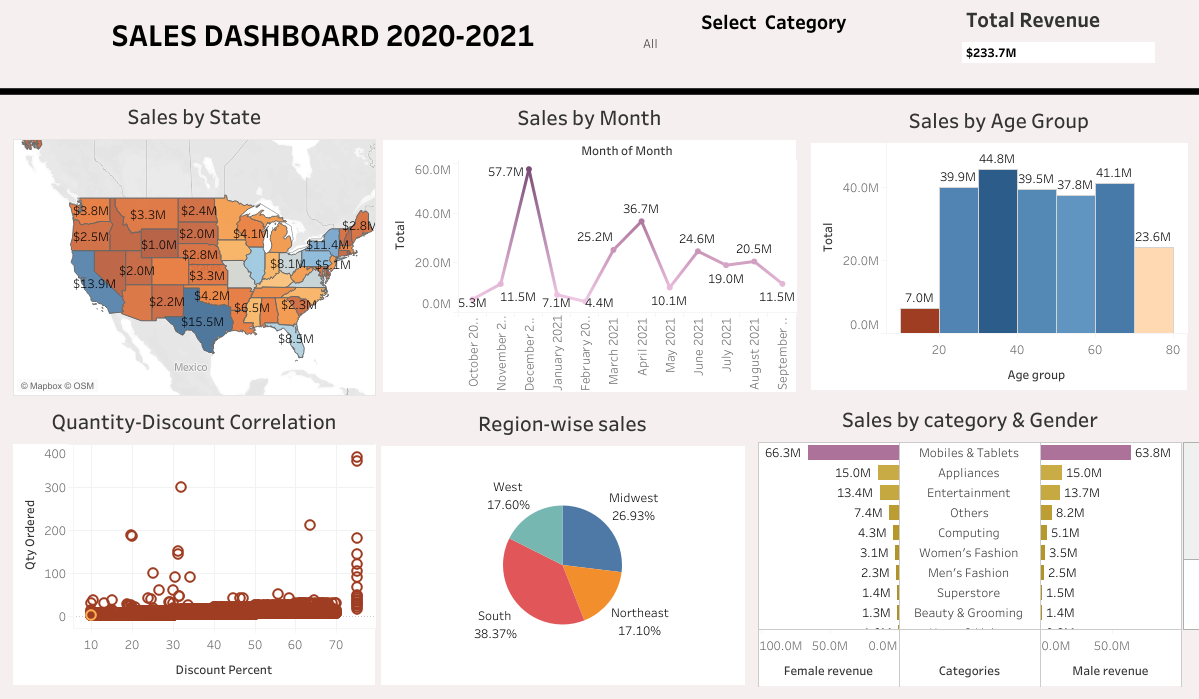 SALES DASHBOARD 2020-2021
Select Category
All
Total Revenue
$233.7M
Sales by State
$3.8M
$3.3M
$2.4M
$4.1M
$2.8M
$2.5M
$1.0M
$2.0M
$11.4M
$2.8M
$8.1M
$5.1M
$13.9M
$2.0M
$3.3M
$2.2M
$4.2M
$6.5M
$2.3M
$15.5M
$8.5M
Mexico
© Mapbox © OSM
Sales by Month
Month of Month
Total
60.0M
40.0M
20.0M
0.0M
5.3M
11.5M
57.7M
7.1M
4.4M
25.2M
36.7M
10.1M
24.6M
19.0M
20.5M
11.5M
October 20..
November 2..
December 2..
January 2021
February 20..
March 2021
April 2021
May 2021
June 2021
July 2021
August 2021
September ..
Sales by Age Group
Total
40.0M
20.0M
0.0M
7.0M
39.9M
44.8M
39.5M
37.8M
41.1M
23.6M
20
40
60
80
Age group
Quantity-Discount Correlation
Qty Ordered
400
300
200
100
0
10
20
30
40
50
60
70
Discount Percent
Region-wise sales
West
17.60%
Midwest
26.93%
South
38.37%
Northeast
17.10%
Sales by category & Gender
66.3M Mobiles & Tablets 63.8M
15.0M Appliances 15.0M
13.4M Entertainment 13.7M
7.4M Others 8.2M
4.3M Computing 5.1M
3.1M Women's Fashion 3.5M
2.3M Men's Fashion 2.5M
1.4M Superstore 1.5M
1.3M Beauty & Grooming 1.4M
100.0M 50.0M 0.0M 0.0M 50.0M
Female revenue Categories Male revenue